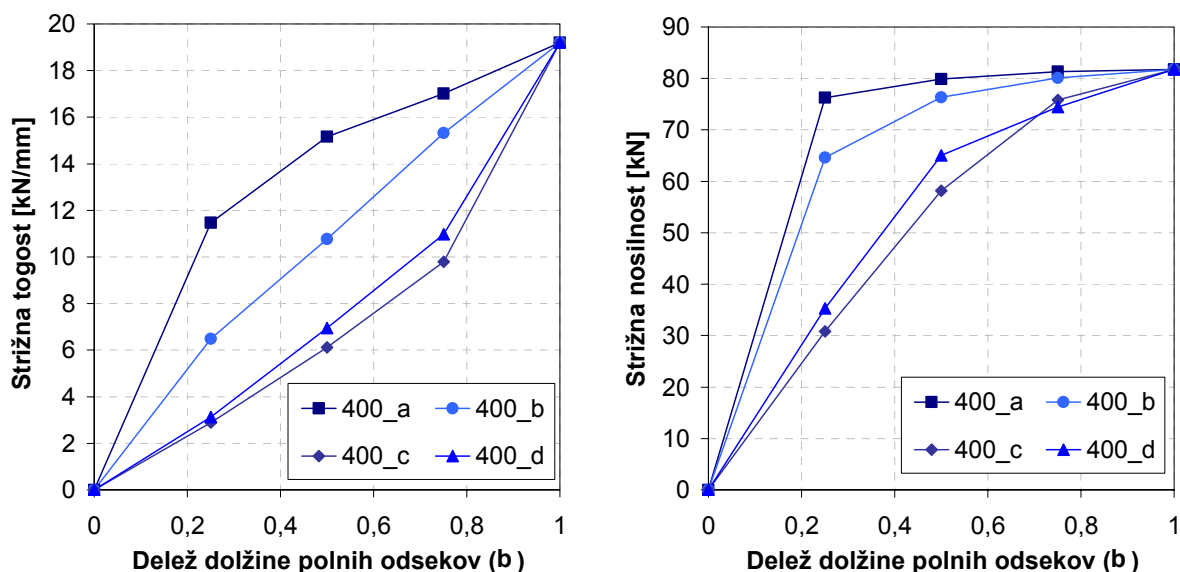 Strižna togost [kN/mm]
20
18
16
14
12
10
8
6
4
2
0
0 0,2 0,4 0,6 0,8 1
Delež dolžine polnih odsekov (b)
400_a 400_b
400_c 400_d
Strižna nosilnost [kN]
90
80
70
60
50
40
30
20
10
0
0 0,2 0,4 0,6 0,8 1
Delež dolžine polnih odsekov (b)
400_a 400_b
400_c 400_d